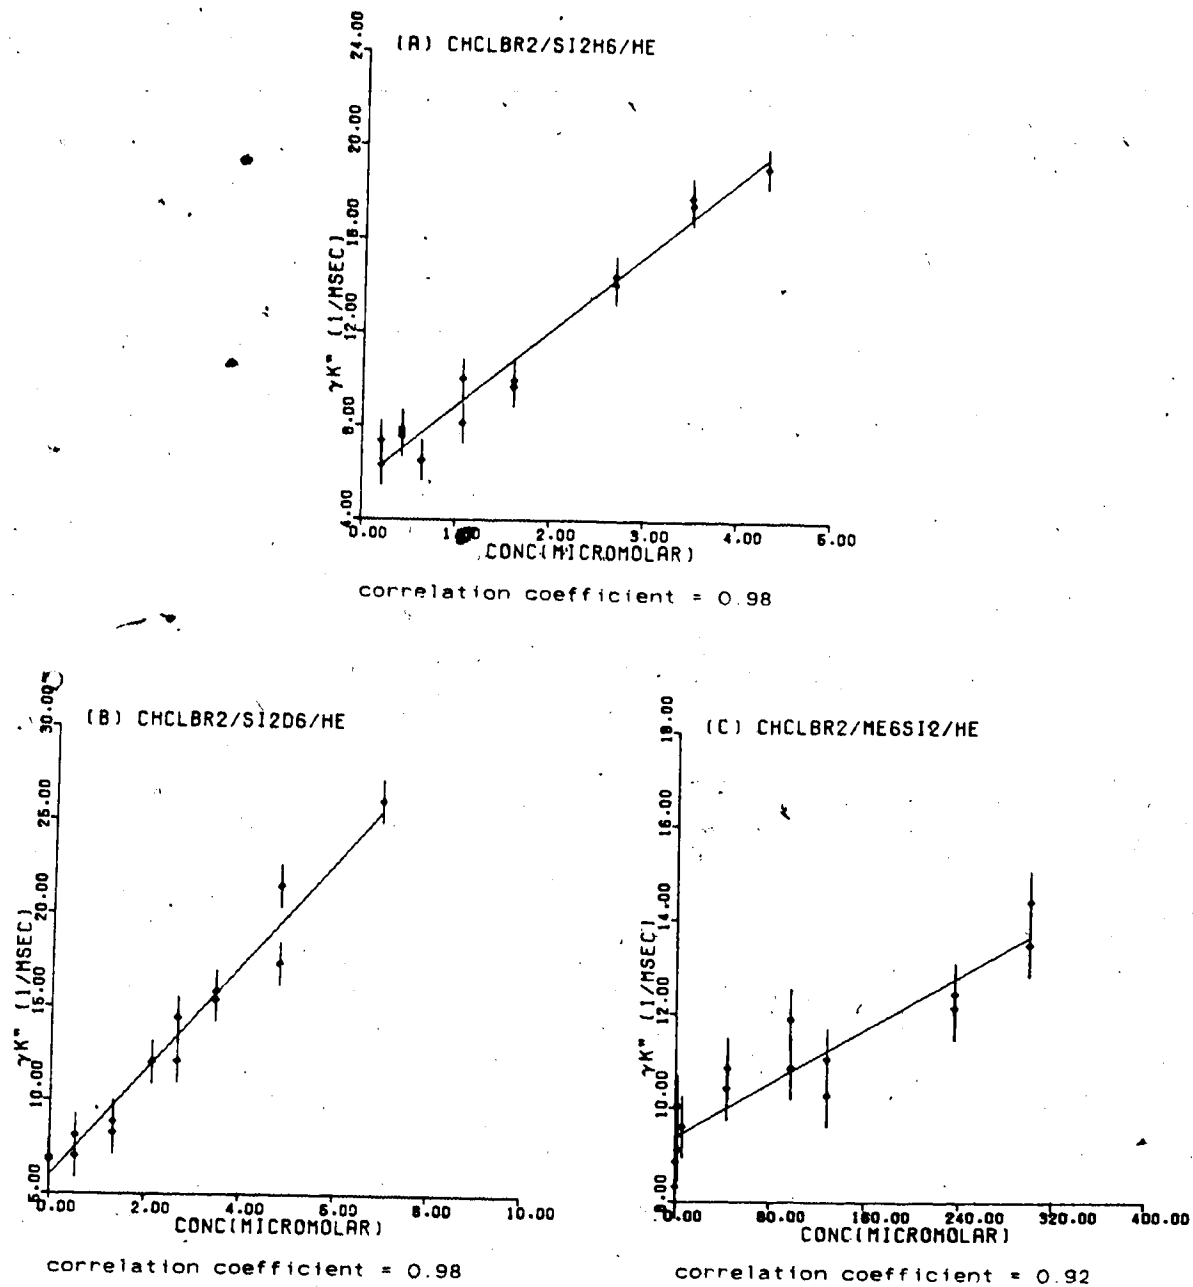 (A) CHCLBR2/SI2H6/HE
24.00
20.00
16.00
12.00
8.00
4.00
γK" (1/MSEC)
0.00 2.00 3.00 4.00 5.00
CONC(MICROMOLAR)
correlation coefficient = 0.98
(B) CHCLBR2/SI2D6/HE
30.00
25.00
20.00
15.00
10.00
5.00
γK" (1/MSEC)
0.00 2.00 4.00 6.00 8.00 10.00
CONC(MICROMOLAR)
correlation coefficient = 0.98
(C) CHCLBR2/ME6SI2/HE
18.00
16.00
14.00
12.00
10.00
8.00
γK" (1/MSEC)
0.00 80.00 160.00 240.00 320.00 400.00
CONC(MICROMOLAR)
correlation coefficient = 0.92